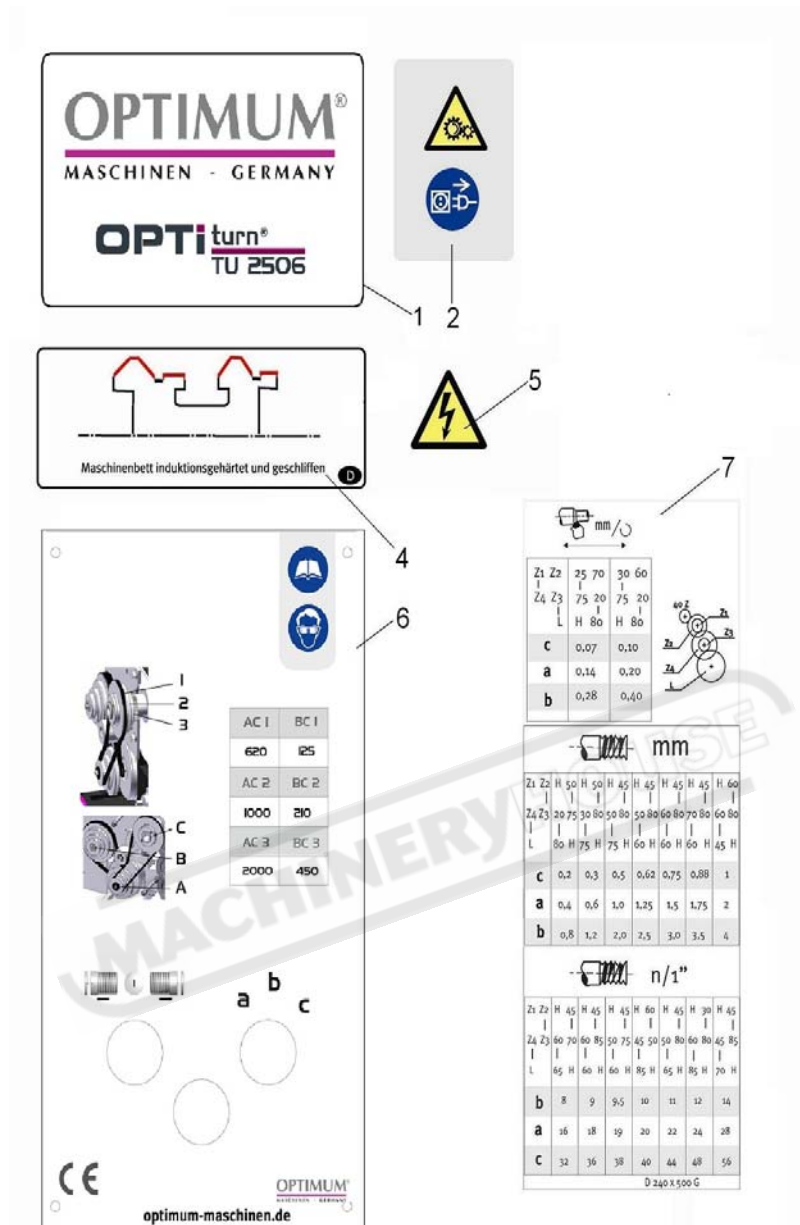 OPTIMUM®
MASCHINEN - GERMANY
OPTi turn®
TU 2506
1
2
Maschinenbett induktionsgehärtet und geschliffen D
4
5
6
1
2
3
C
B
A
AC 1 BC 1
620 125
AC 2 BC 2
1000 210
AC 3 BC 3
2000 450
a b c
CE
OPTIMUM®
MASCHINEN - GERMANY
optimum-maschinen.de
7
mm/
Z1 Z2 25 70 30 60
Z4 Z3 75 20 75 20
L H 80 H 80
c 0,07 0,10
a 0,14 0,20
b 0,28 0,40
40 Z
Z1
Z2
Z3
Z4
L
mm
Z1 Z2 H 50 H 50 H 45 H 45 H 45 H 45 H 60
Z4 Z3 20 75 30 80 50 80 50 80 60 80 70 80 60 80
L 80 H 75 H 75 H 60 H 60 H 60 H 45 H
c 0,2 0,3 0,5 0,62 0,75 0,88 1
a 0,4 0,6 1,0 1,25 1,5 1,75 2
b 0,8 1,2 2,0 2,5 3,0 3,5 4
n/1”
Z1 Z2 H 45 H 45 H 45 H 60 H 45 H 30 H 45
Z4 Z3 60 70 60 85 50 75 45 50 50 80 60 80 45 85
L 65 H 60 H 60 H 85 H 65 H 85 H 70 H
b 8 9 9,5 10 11 12 14
a 16 18 19 20 22 24 28
c 32 36 38 40 44 48 56
D 240 x 500 G
MACHINERYHOUSE